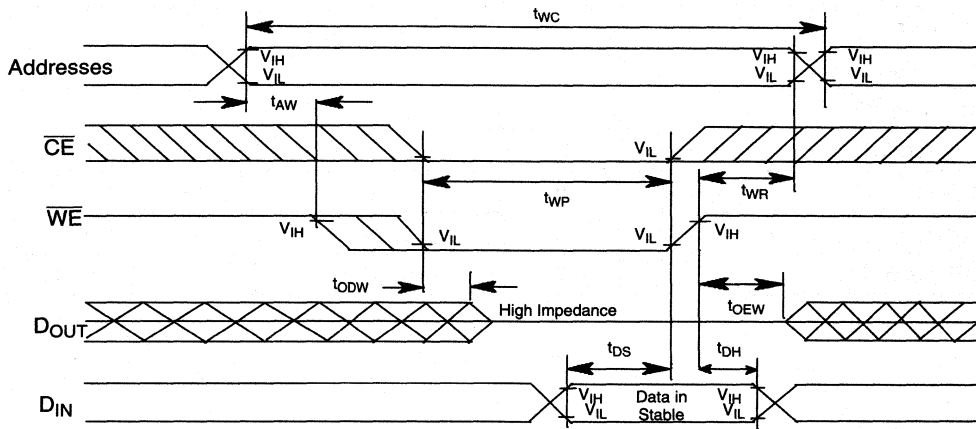 tWC
Addresses
VIH
VIL
VIH
VIL
VIH
VIL
tAW
CE
VIL
tWP
tWR
WE
VIH
VIL
VIL
VIH
tODW
tOEW
DOUT
High Impedance
tDS
tDH
DIN
VIH
VIL
Data in
Stable
VIH
VIL